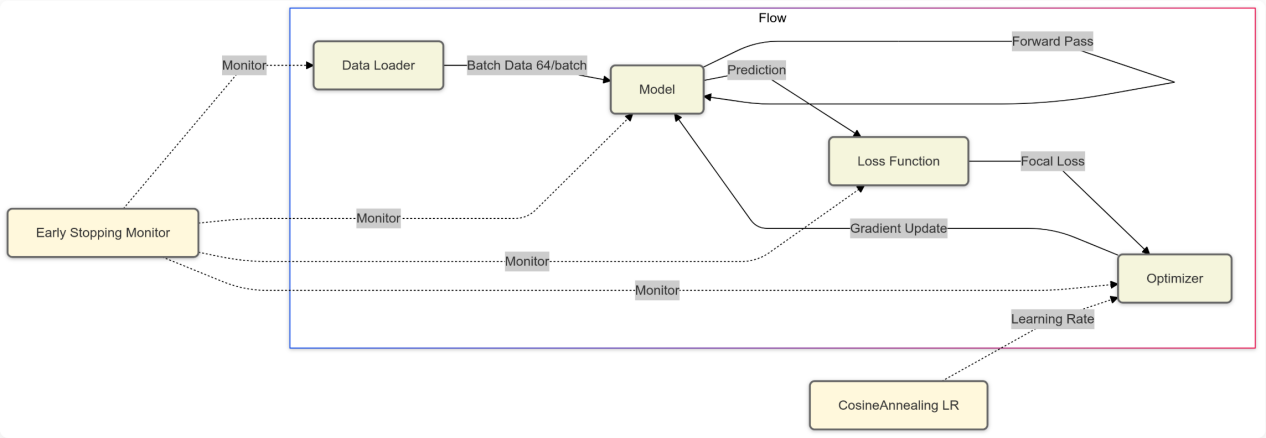 Flow
Forward Pass
Data Loader
Monitor
Batch Data 64/batch
Prediction
Model
Loss Function
Focal Loss
Monitor
Gradient Update
Early Stopping Monitor
Monitor
Optimizer
Monitor
Learning Rate
CosineAnnealing LR